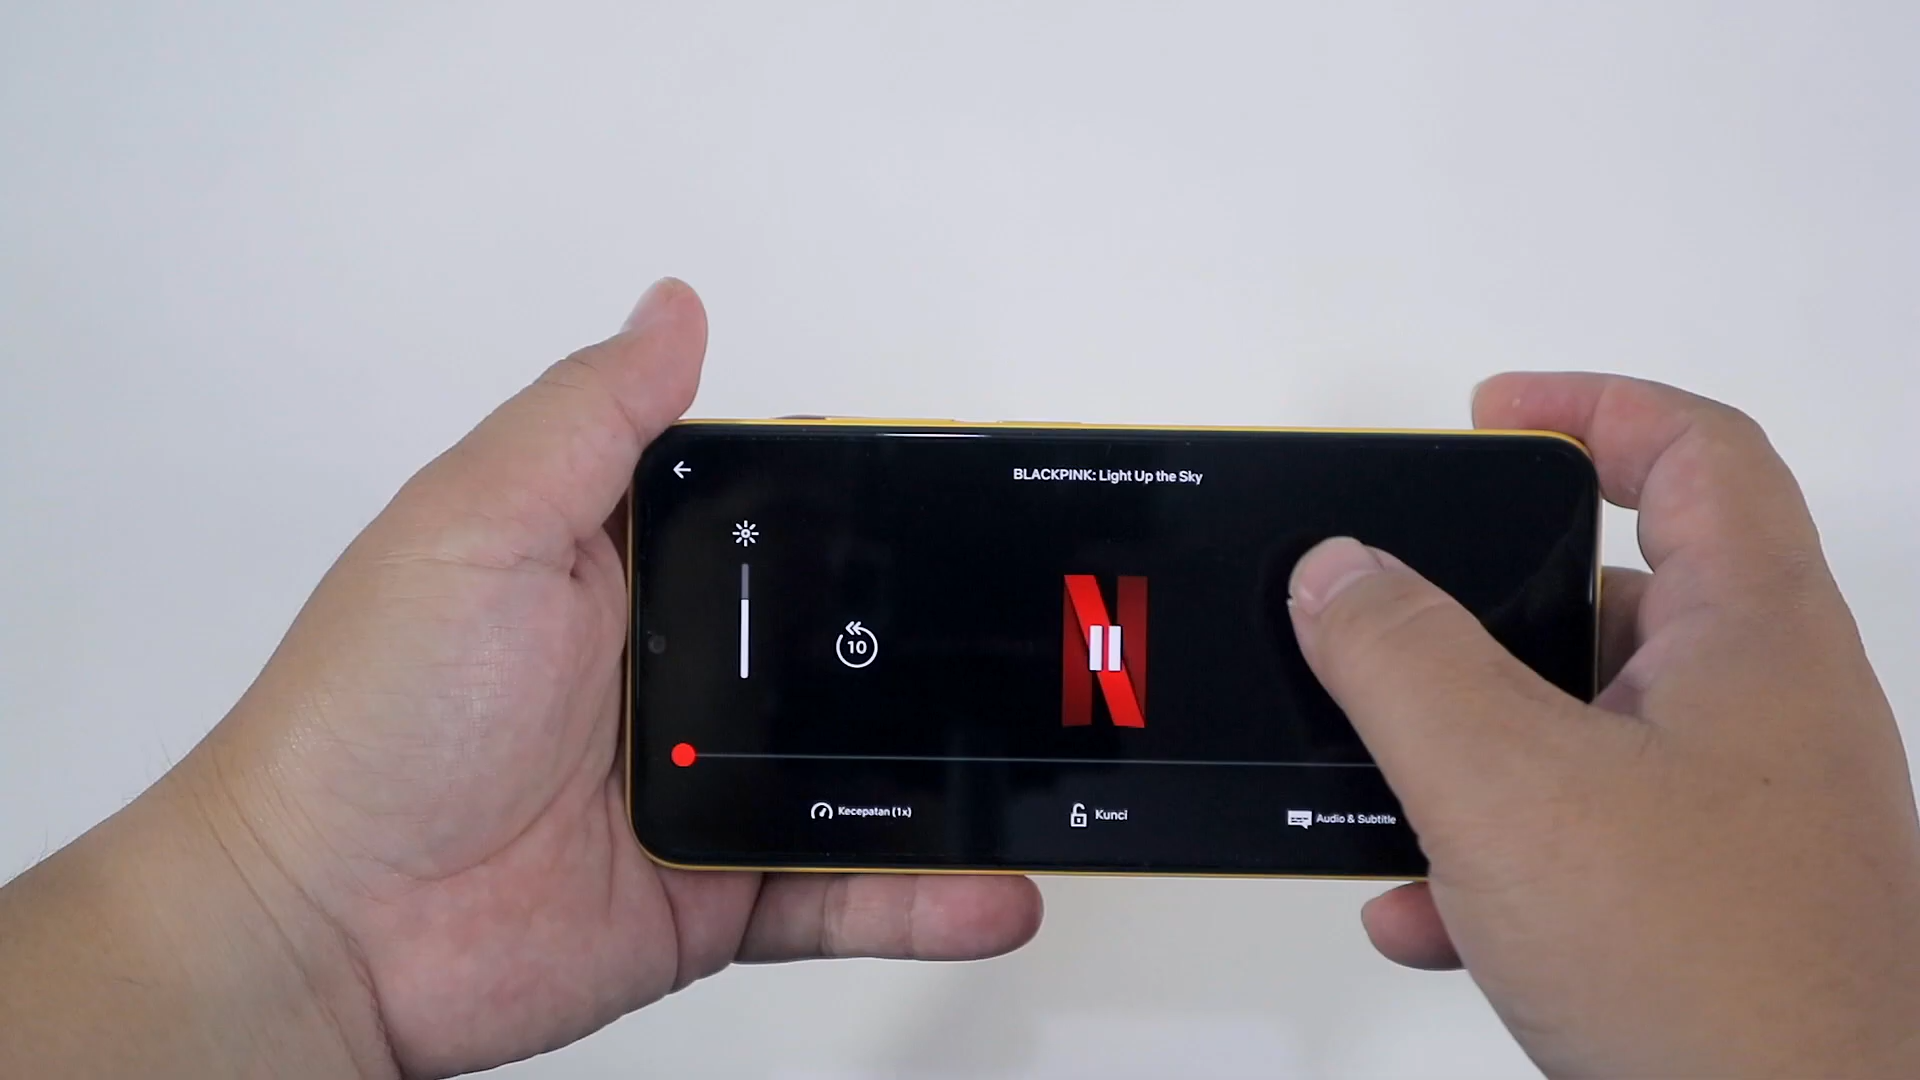 BLACKPINK: Light Up the Sky
10
Kecepatan (1x)
Kunci
Audio & Subtitle